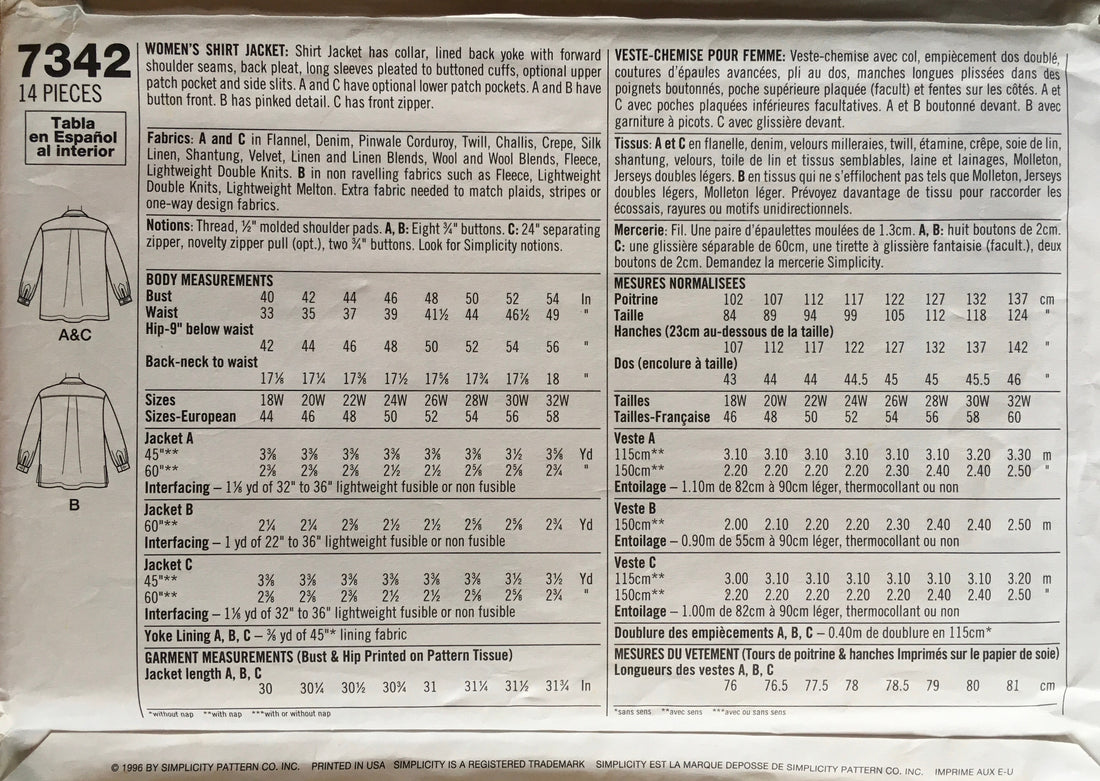 7342
14 PIECES
Tabla
en Español
al interior
A&C
B
WOMEN'S SHIRT JACKET: Shirt Jacket has collar, lined back yoke with forward
shoulder seams, back pleat, long sleeves pleated to buttoned cuffs, optional upper
patch pocket and side slits. A and C have optional lower patch pockets. A and B have
button front. B has pinked detail. C has front zipper.
Fabrics: A and C in Flannel, Denim, Pinwale Corduroy, Twill, Challis, Crepe, Silk
Linen, Shantung, Velvet, Linen and Linen Blends, Wool and Wool Blends, Fleece,
Lightweight Double Knits. B in non ravelling fabrics such as Fleece, Lightweight
Double Knits, Lightweight Melton. Extra fabric needed to match plaids, stripes or
one-way design fabrics.
Notions: Thread, ½" molded shoulder pads. A, B: Eight ¾" buttons. C: 24" separating
zipper, novelty zipper pull (opt.), two ¾" buttons. Look for Simplicity notions.
BODY MEASUREMENTS
Bust 40 42 44 46 48 50 52 54 In
Waist 33 35 37 39 41½ 44 46½ 49 "
Hip-9" below waist
42 44 46 48 50 52 54 56 "
Back-neck to waist
17⅛ 17¼ 17⅜ 17½ 17⅝ 17¾ 17⅞ 18 "
Sizes 18W 20W 22W 24W 26W 28W 30W 32W
Sizes-European 44 46 48 50 52 54 56 58
Jacket A
45"** 3⅜ 3⅜ 3⅜ 3⅜ 3⅜ 3⅜ 3½ 3⅝ Yd
60"** 2⅜ 2⅜ 2⅜ 2½ 2½ 2⅝ 2⅝ 2¾ "
Interfacing – 1⅛ yd of 32" to 36" lightweight fusible or non fusible
Jacket B
60"** 2¼ 2¼ 2⅜ 2½ 2½ 2⅝ 2⅝ 2¾ Yd
Interfacing – 1 yd of 22" to 36" lightweight fusible or non fusible
Jacket C
45"** 3⅜ 3⅜ 3⅜ 3⅜ 3⅜ 3⅜ 3½ 3½ Yd
60"** 2⅜ 2⅜ 2⅜ 2½ 2½ 2⅝ 2⅝ 2¾ "
Interfacing – 1⅛ yd of 32" to 36" lightweight fusible or non fusible
Yoke Lining A, B, C – ⅜ yd of 45"* lining fabric
GARMENT MEASUREMENTS (Bust & Hip Printed on Pattern Tissue)
Jacket length A, B, C
30 30¼ 30½ 30¾ 31 31¼ 31½ 31¾ In
*without nap **with nap ***with or without nap
VESTE-CHEMISE POUR FEMME: Veste-chemise avec col, empiècement dos doublé,
coutures d'épaules avancées, pli au dos, manches longues plissées dans des
poignets boutonnés, poche supérieure plaquée (facult) et fentes sur les côtés. A et
C avec poches plaquées inférieures facultatives. A et B boutonné devant. B avec
garniture à picots. C avec glissière devant.
Tissus: A et C en flanelle, denim, velours milleraies, twill, étamine, crêpe, soie de lin,
shantung, velours, toile de lin et tissus semblables, laine et lainages, Molleton,
Jerseys doubles légers. B en tissus qui ne s'effilochent pas tels que Molleton, Jerseys
doubles légers, Molleton léger. Prévoyez davantage de tissu pour raccorder les
écossais, rayures ou motifs unidirectionnels.
Mercerie: Fil. Une paire d'épaulettes moulées de 1.3cm. A, B: huit boutons de 2cm.
C: une glissière séparable de 60cm, une tirette à glissière fantaisie (facult.), deux
boutons de 2cm. Demandez la mercerie Simplicity.
MESURES NORMALISEES
Poitrine 102 107 112 117 122 127 132 137 cm
Taille 84 89 94 99 105 112 118 124 "
Hanches (23cm au-dessous de la taille)
107 112 117 122 127 132 137 142 "
Dos (encolure à taille)
43 44 44 44.5 45 45 45.5 46 "
Tailles 18W 20W 22W 24W 26W 28W 30W 32W
Tailles-Française 46 48 50 52 54 56 58 60
Veste A
115cm** 3.10 3.10 3.10 3.10 3.10 3.10 3.20 3.30 m
150cm** 2.20 2.20 2.20 2.20 2.30 2.40 2.40 2.50 "
Entoilage – 1.10m de 82cm à 90cm léger, thermocollant ou non
Veste B
150cm** 2.00 2.10 2.20 2.20 2.30 2.40 2.40 2.50 m
Entoilage – 0.90m de 55cm à 90cm léger, thermocollant ou non
Veste C
115cm** 3.00 3.10 3.10 3.10 3.10 3.10 3.10 3.20 m
150cm** 2.20 2.20 2.20 2.20 2.20 2.40 2.40 2.50 "
Entoilage – 1.00m de 82cm à 90cm léger, thermocollant ou non
Doublure des empiècements A, B, C – 0.40m de doublure en 115cm*
MESURES DU VETEMENT (Tours de poitrine & hanches Imprimés sur le papier de soie)
Longueurs des vestes A, B, C
76 76.5 77.5 78 78.5 79 80 81 cm
*sans sens **avec sens ***avec ou sans sens
© 1996 BY SIMPLICITY PATTERN CO. INC. PRINTED IN USA SIMPLICITY IS A REGISTERED TRADEMARK SIMPLICITY EST LA MARQUE DEPOSSE DE SIMPLICITY PATTERN CO. INC. IMPRIME AUX E-U